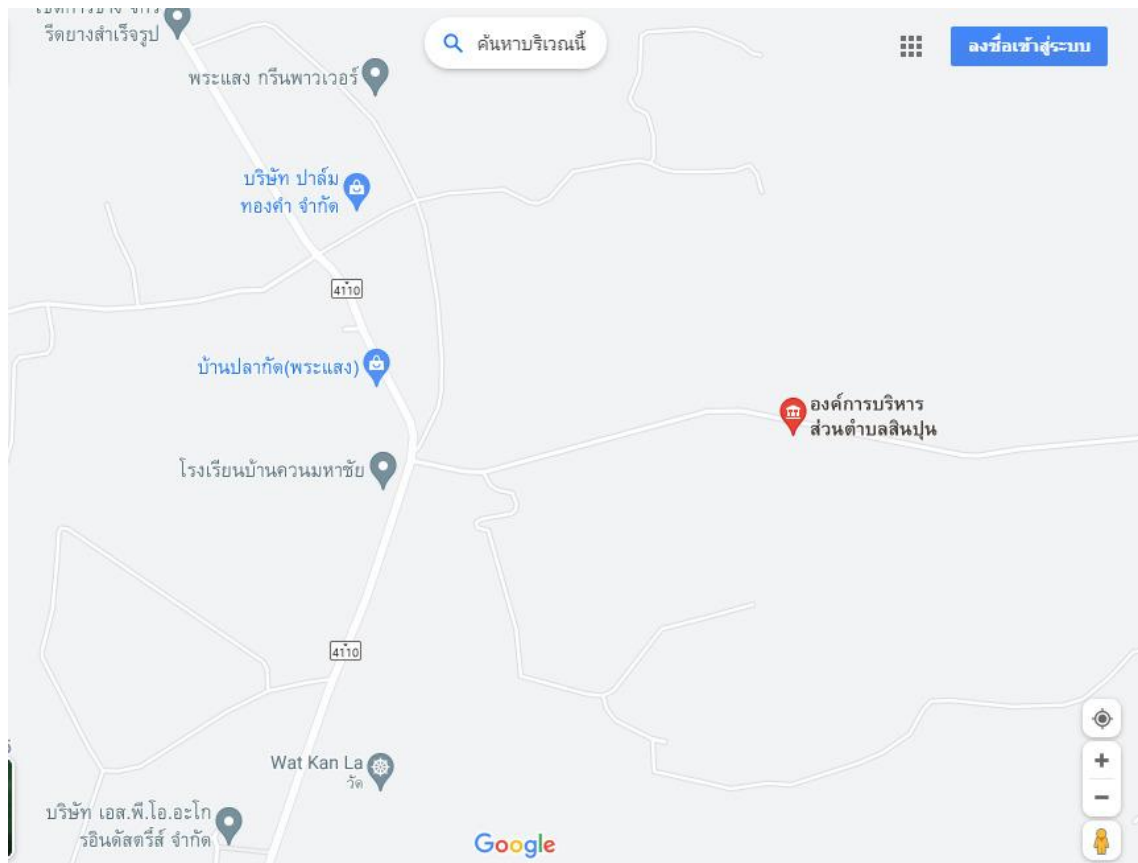 รีดยางสำเร็จรูป
ค้นหาบริเวณนี้
ลงชื่อเข้าสู่ระบบ
พระแสง กรีนพาวเวอร์
บริษัท ปาล์ม
ทองคำ จำกัด
4110
บ้านปลากัด(พระแสง)
องค์การบริหาร
ส่วนตำบลสินปุน
โรงเรียนบ้านควนมหาชัย
4110
Wat Kan La
วัด
บริษัท เอส.พี.โอ.อะโก
รอินดัสตรี้ส์ จำกัด
Google